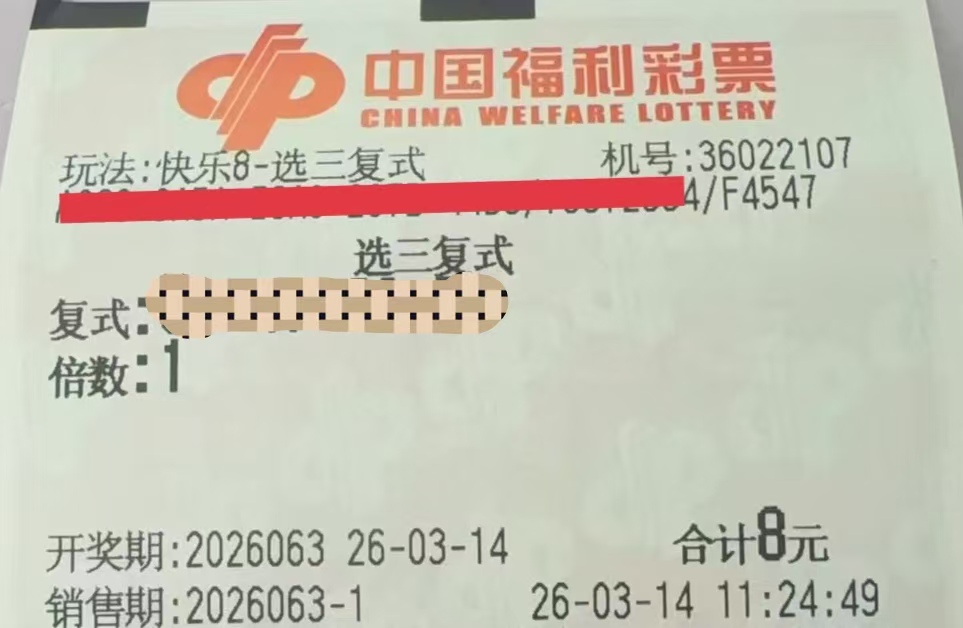 中国福利彩票
CHINA WELFARE LOTTERY
玩法:快乐8-选三复式 机号:36022107
4/F4547
选三复式
复式:
倍数:1
开奖期:2026063 26-03-14 合计8元
销售期:2026063-1 26-03-14 11:24:49